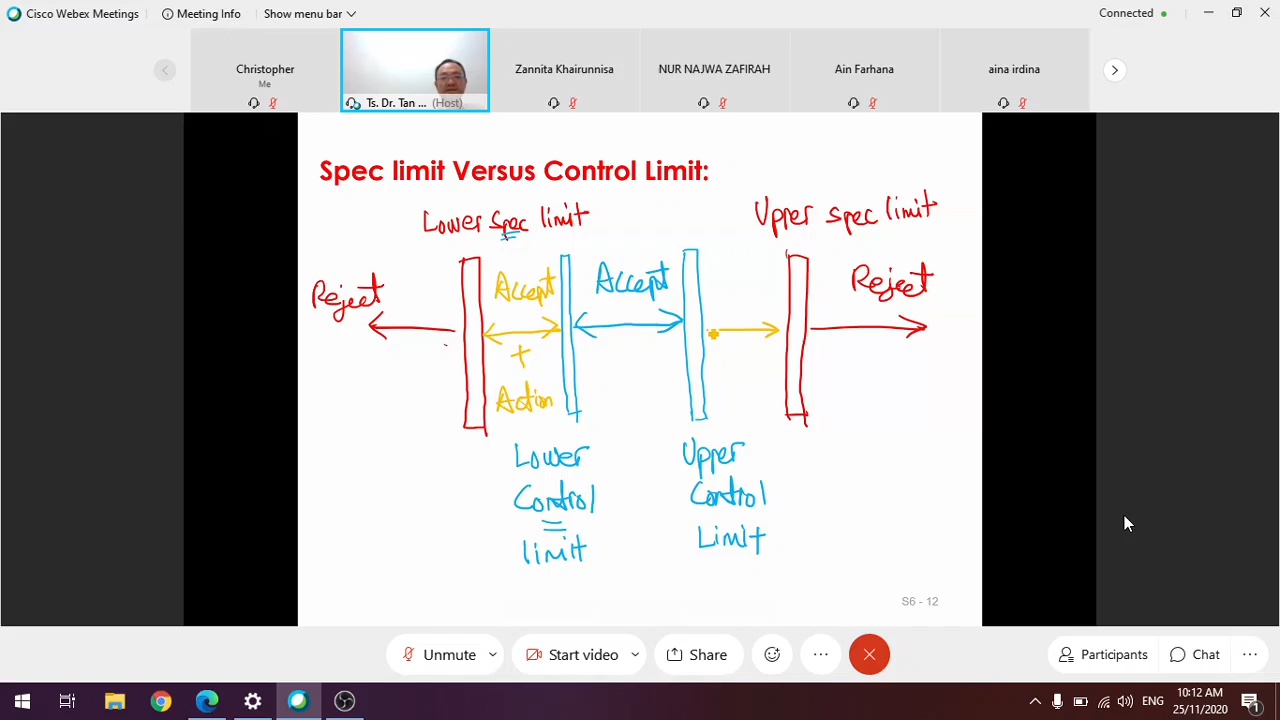 Cisco Webex Meetings
Meeting Info
Show menu bar
Connected
Christopher
Me
Ts. Dr. Tan ... (Host)
Zannita Khairunnisa
NUR NAJWA ZAFIRAH
Ain Farhana
aina irdina
Spec limit Versus Control Limit:
Lower spec limit
Upper spec limit
Reject
Accept
+
Action
Accept
Reject
Lower
Control
limit
Upper
Control
Limit
S6 - 12
Unmute
Start video
Share
Participants
Chat
ENG
10:12 AM
25/11/2020
1